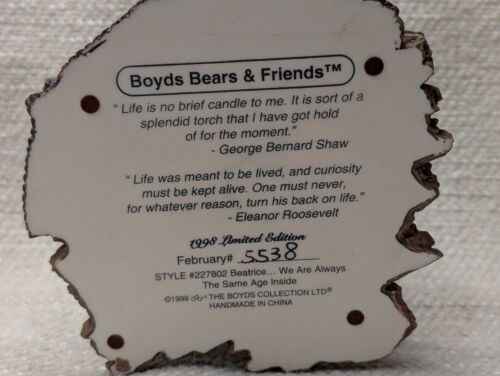 Boyds Bears & Friends™
“ Life is no brief candle to me. It is sort of a
splendid torch that I have got hold
of for the moment.”
- George Bernard Shaw
“ Life was meant to be lived, and curiosity
must be kept alive. One must never,
for whatever reason, turn his back on life.”
- Eleanor Roosevelt
1998 Limited Edition
February# 5538
STYLE #227802 Beatrice... We Are Always
The Same Age Inside
©1998 THE BOYDS COLLECTION LTD®
HANDMADE IN CHINA